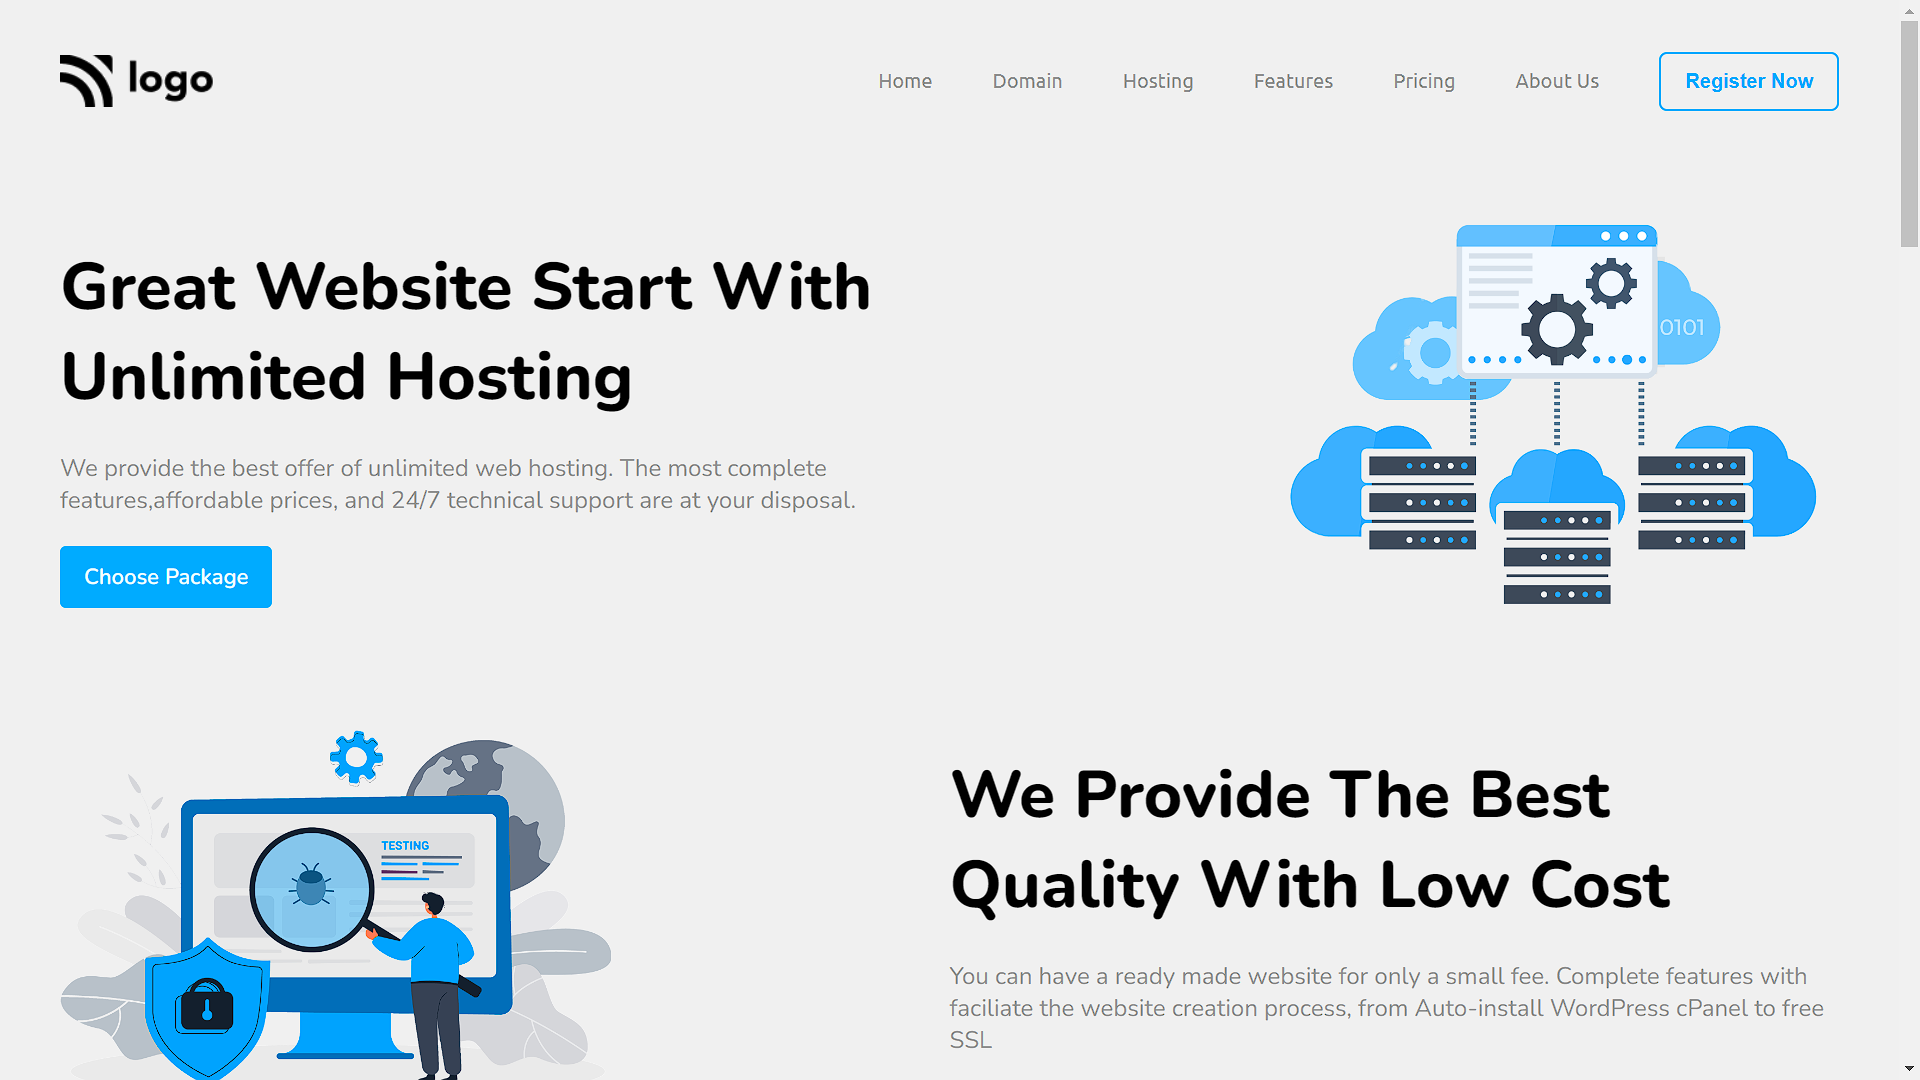 logo
Home
Domain
Hosting
Features
Pricing
About Us
Register Now
Great Website Start With
Unlimited Hosting
We provide the best offer of unlimited web hosting. The most complete
features,affordable prices, and 24/7 technical support are at your disposal.
Choose Package
0101
TESTING
We Provide The Best
Quality With Low Cost
You can have a ready made website for only a small fee. Complete features with
faciliate the website creation process, from Auto-install WordPress cPanel to free
SSL